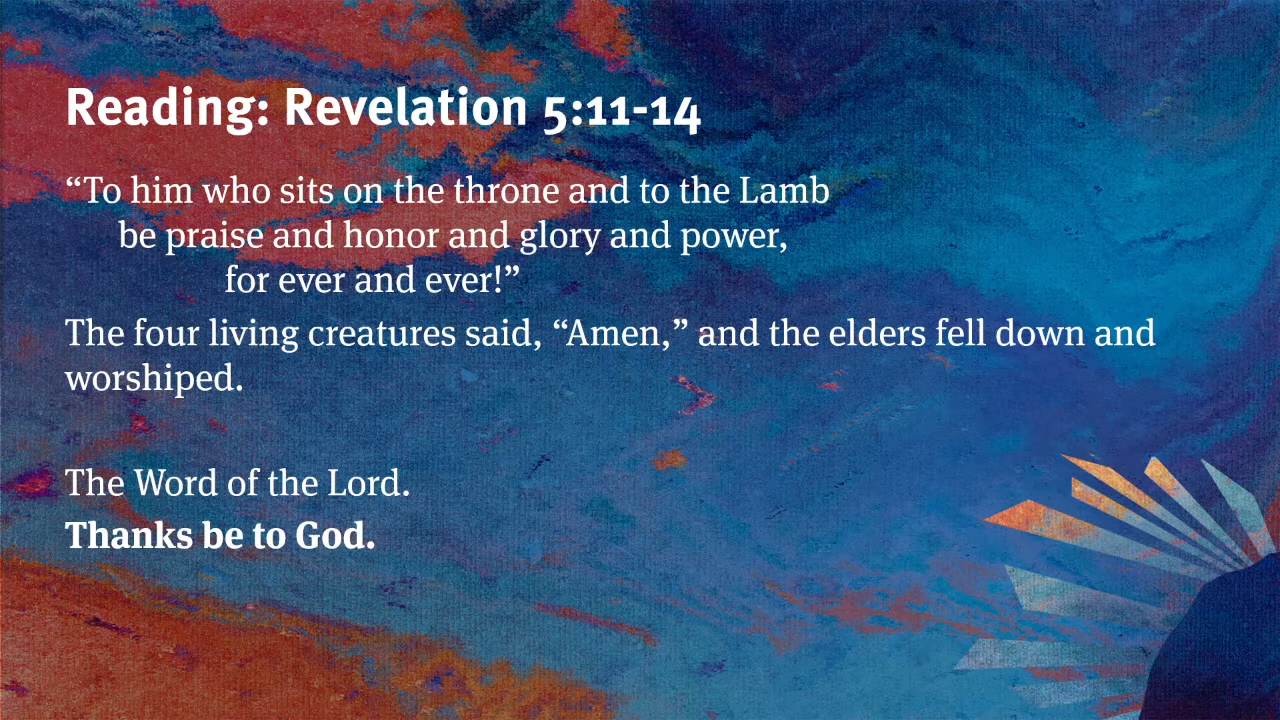 Reading: Revelation 5:11-14
“To him who sits on the throne and to the Lamb
be praise and honor and glory and power,
for ever and ever!”
The four living creatures said, “Amen,” and the elders fell down and
worshiped.
The Word of the Lord.
Thanks be to God.